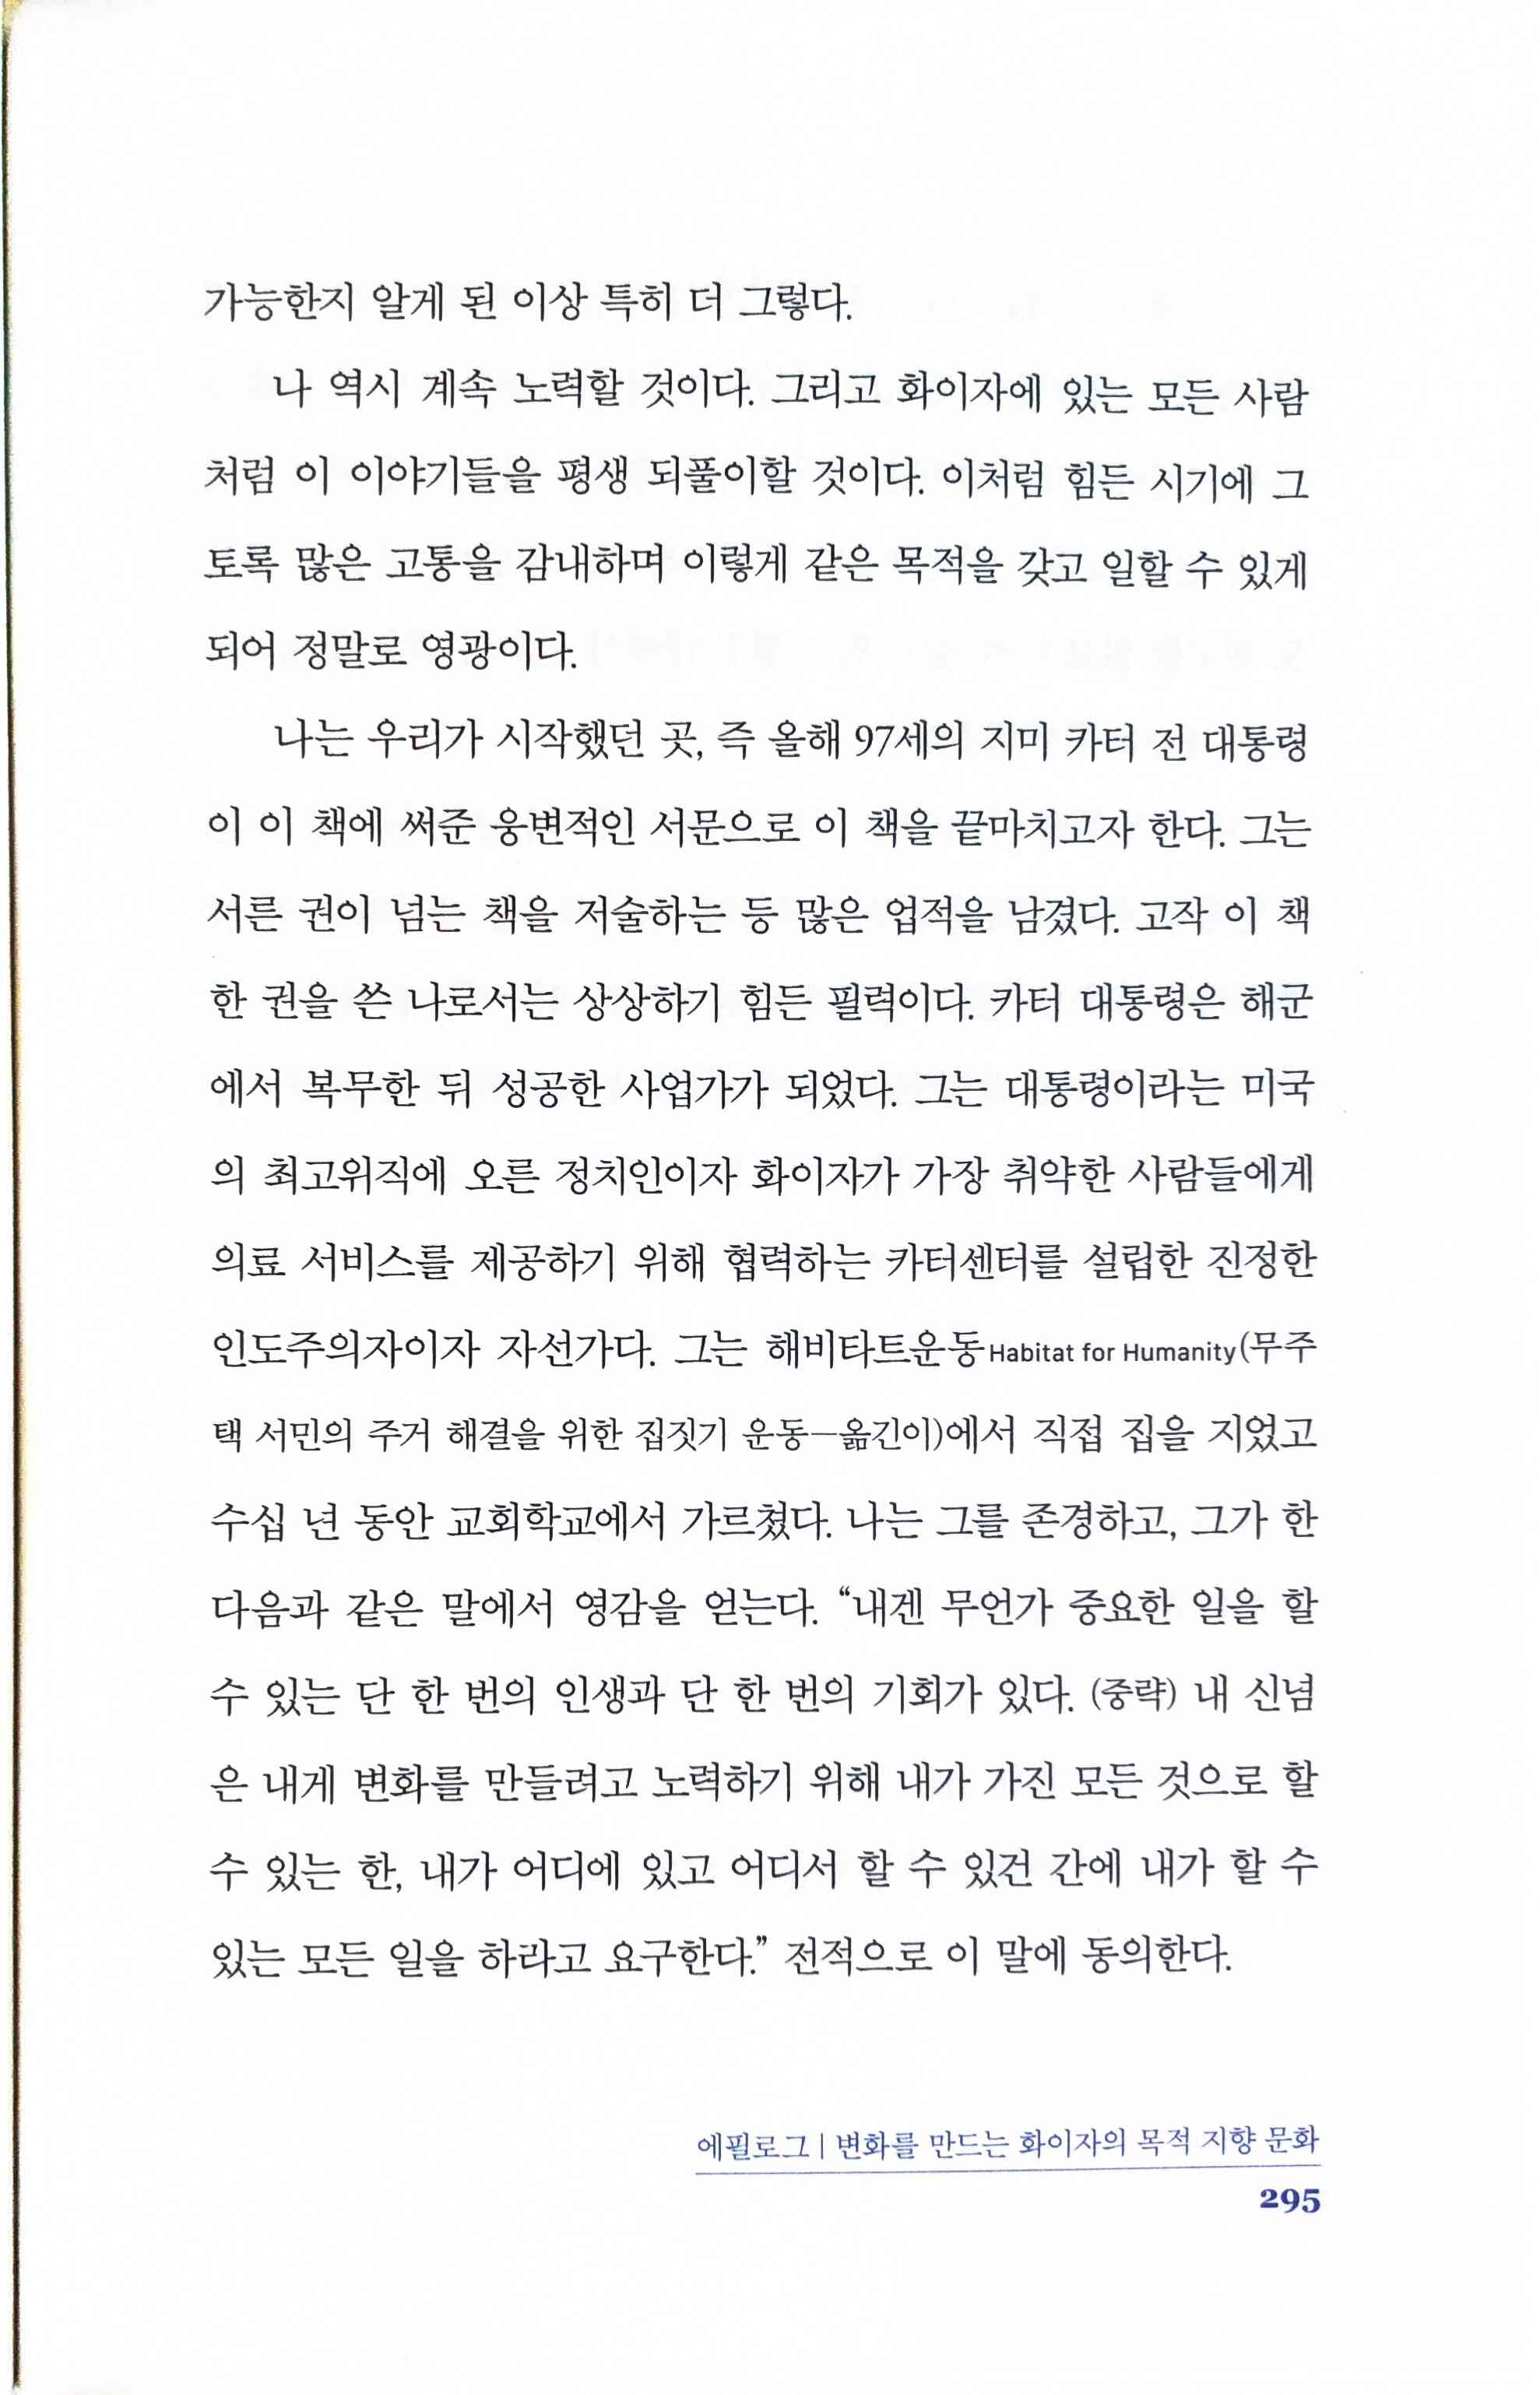 가능한지 알게 된 이상 특히 더 그렇다.
나 역시 계속 노력할 것이다. 그리고 화이자에 있는 모든 사람
처럼 이 이야기들을 평생 되풀이할 것이다. 이처럼 힘든 시기에 그
토록 많은 고통을 감내하며 이렇게 같은 목적을 갖고 일할 수 있게
되어 정말로 영광이다.
나는 우리가 시작했던 곳, 즉 올해 97세의 지미 카터 전 대통령
이 이 책에 써준 웅변적인 서문으로 이 책을 끝마치고자 한다. 그는
서른 권이 넘는 책을 저술하는 등 많은 업적을 남겼다. 고작 이 책
한 권을 쓴 나로서는 상상하기 힘든 필력이다. 카터 대통령은 해군
에서 복무한 뒤 성공한 사업가가 되었다. 그는 대통령이라는 미국
의 최고위직에 오른 정치인이자 화이자가 가장 취약한 사람들에게
의료 서비스를 제공하기 위해 협력하는 카터센터를 설립한 진정한
인도주의자이자 자선가다. 그는 해비타트운동Habitat for Humanity(무주
택 서민의 주거 해결을 위한 집짓기 운동—옮긴이)에서 직접 집을 지었고
수십 년 동안 교회학교에서 가르쳤다. 나는 그를 존경하고, 그가 한
다음과 같은 말에서 영감을 얻는다. “내겐 무언가 중요한 일을 할
수 있는 단 한 번의 인생과 단 한 번의 기회가 있다. (중략) 내 신념
은 내게 변화를 만들려고 노력하기 위해 내가 가진 모든 것으로 할
수 있는 한, 내가 어디에 있고 어디서 할 수 있건 간에 내가 할 수
있는 모든 일을 하라고 요구한다.” 전적으로 이 말에 동의한다.
에필로그 | 변화를 만드는 화이자의 목적 지향 문화
295